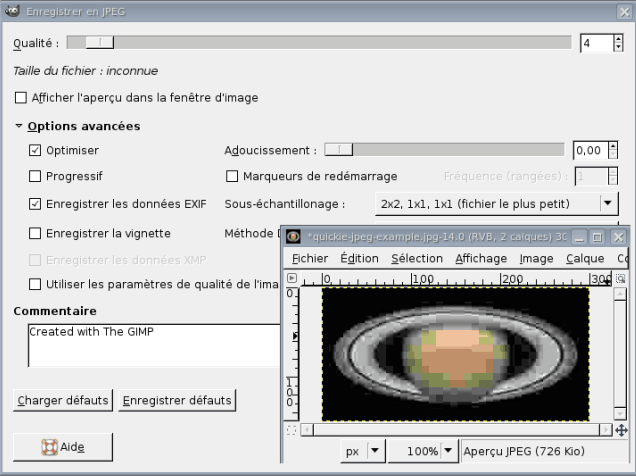 Enregistrer en JPEG
Qualité :
4
Taille du fichier : inconnue
Afficher l'aperçu dans la fenêtre d'image
Options avancées
Optimiser
Adoucissement :
0,00
Progressif
Marqueurs de redémarrage
Fréquence (rangées) :
1
Enregistrer les données EXIF
Sous-échantillonage :
2x2, 1x1, 1x1 (fichier le plus petit)
Enregistrer la vignette
Méthode
Enregistrer les données XMP
Utiliser les paramètres de qualité de l'ima
Commentaire
Created with The GIMP
Charger défauts
Enregistrer défauts
Aide
*quickie-jpeg-example.jpg-14.0 (RVB, 2 calques) 30
Fichier Édition Sélection Affichage Image Calque Co
0 100 200 300
0
100
px
100%
Aperçu JPEG (726 Kio)